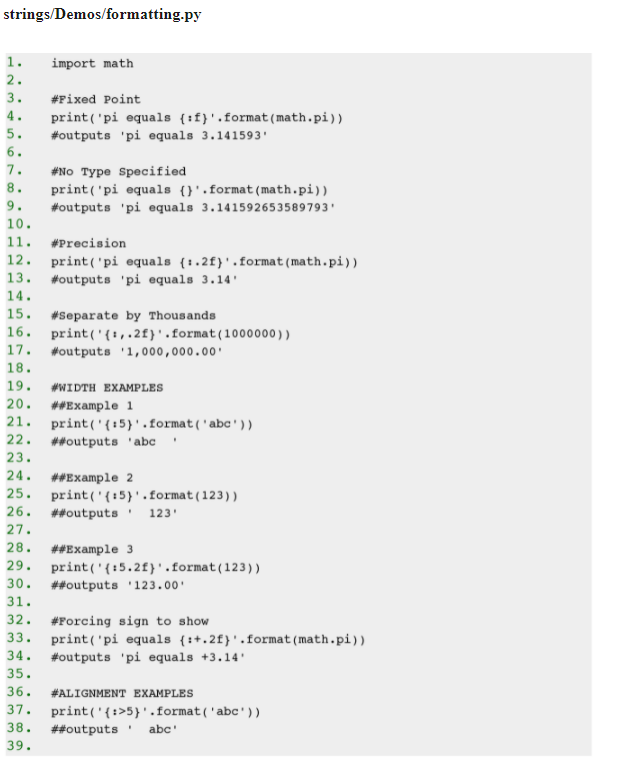 strings/Demos/formatting.py
1. import math
2.
3. #Fixed Point
4. print('pi equals {:f}'.format(math.pi))
5. #outputs 'pi equals 3.141593'
6.
7. #No Type Specified
8. print('pi equals {}'.format(math.pi))
9. #outputs 'pi equals 3.141592653589793'
10.
11. #Precision
12. print('pi equals {:.2f}'.format(math.pi))
13. #outputs 'pi equals 3.14'
14.
15. #Separate by Thousands
16. print('{:,.2f}'.format(1000000))
17. #outputs '1,000,000.00'
18.
19. #WIDTH EXAMPLES
20. ##Example 1
21. print('{:5}'.format('abc'))
22. ##outputs 'abc  '
23.
24. ##Example 2
25. print('{:5}'.format(123))
26. ##outputs '  123'
27.
28. ##Example 3
29. print('{:5.2f}'.format(123))
30. ##outputs '123.00'
31.
32. #Forcing sign to show
33. print('pi equals {:+.2f}'.format(math.pi))
34. #outputs 'pi equals +3.14'
35.
36. #ALIGNMENT EXAMPLES
37. print('{:>5}'.format('abc'))
38. ##outputs '  abc'
39.